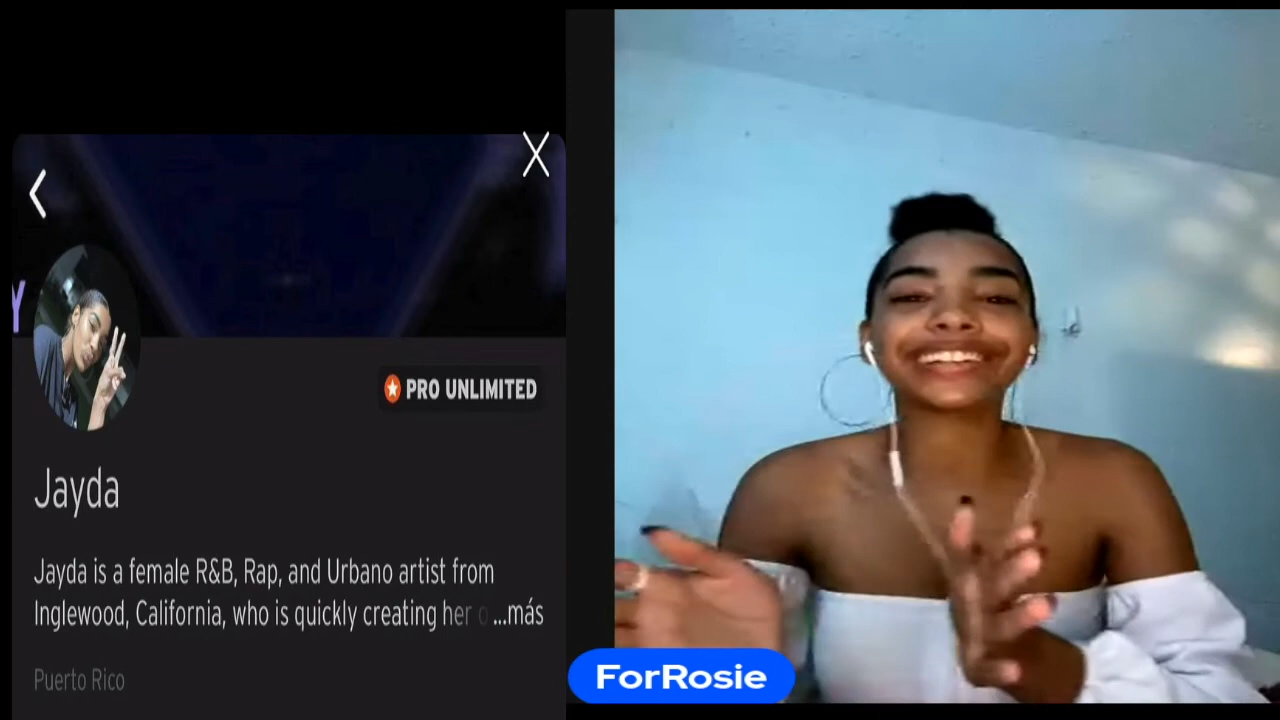 Y
PRO UNLIMITED
Jayda
Jayda is a female R&B, Rap, and Urbano artist from
Inglewood, California, who is quickly creating her o ...más
Puerto Rico
ForRosie